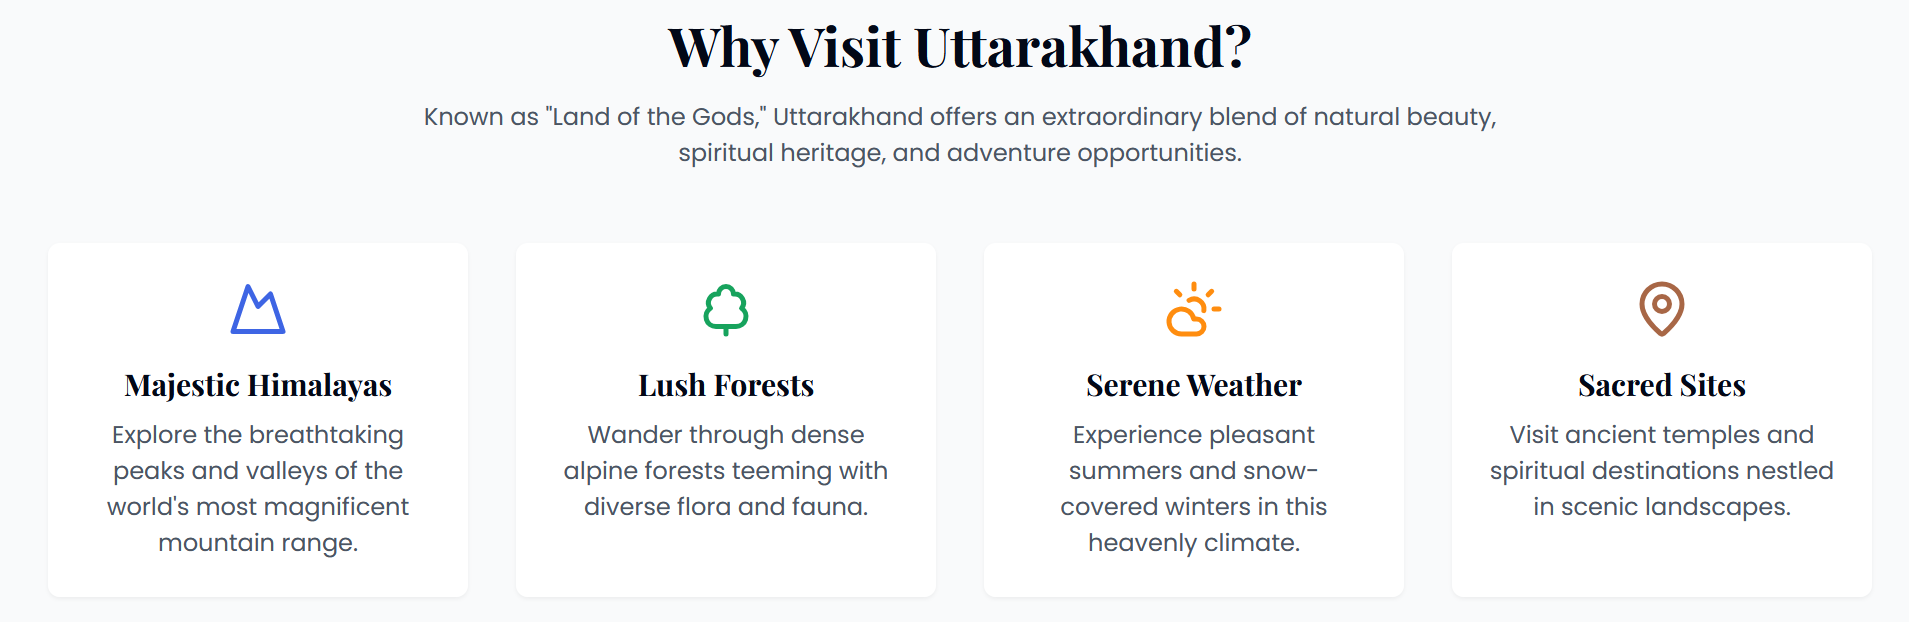 Why Visit Uttarakhand?
Known as "Land of the Gods," Uttarakhand offers an extraordinary blend of natural beauty,
spiritual heritage, and adventure opportunities.
Majestic Himalayas
Explore the breathtaking
peaks and valleys of the
world's most magnificent
mountain range.
Lush Forests
Wander through dense
alpine forests teeming with
diverse flora and fauna.
Serene Weather
Experience pleasant
summers and snow-
covered winters in this
heavenly climate.
Sacred Sites
Visit ancient temples and
spiritual destinations nestled
in scenic landscapes.